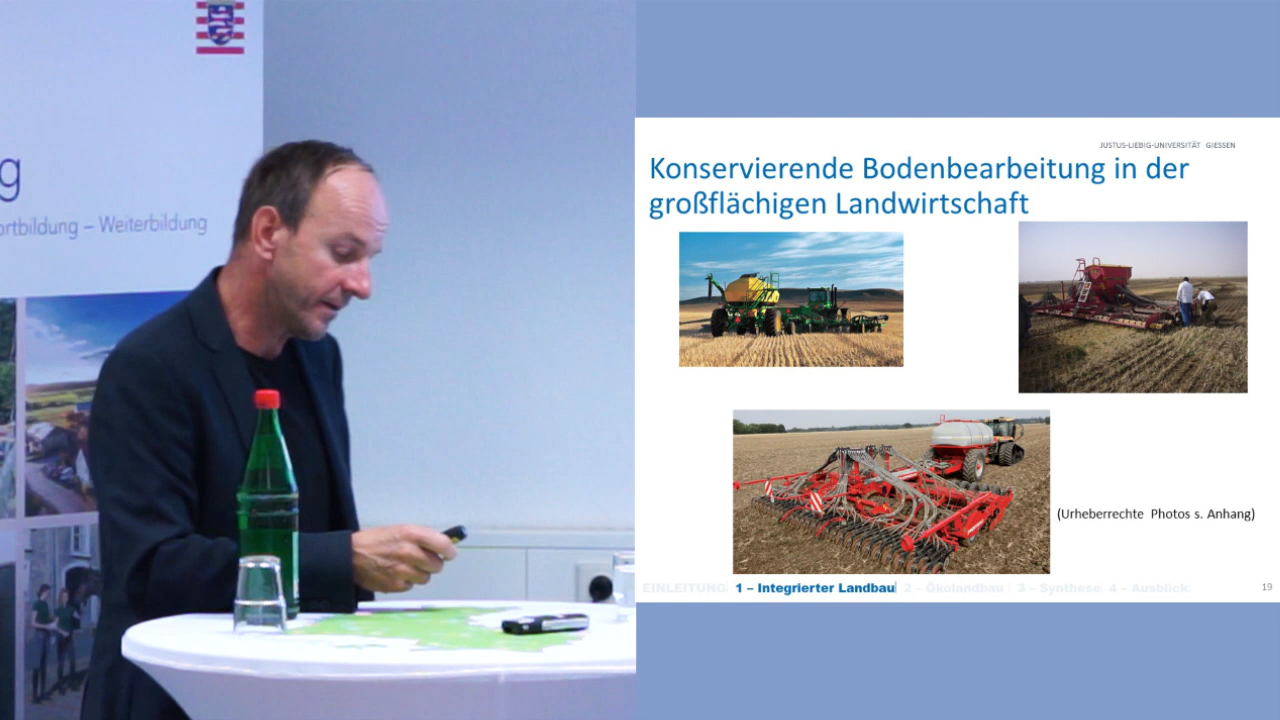 g
ortbildung – Weiterbildung
JUSTUS-LIEBIG-UNIVERSITÄT GIESSEN
Konservierende Bodenbearbeitung in der
großflächigen Landwirtschaft
(Urheberrechte Photos s. Anhang)
EINLEITUNG 1 – Integrierter Landbau 2 – Ökolandbau 3 – Synthese 4 – Ausblick
19